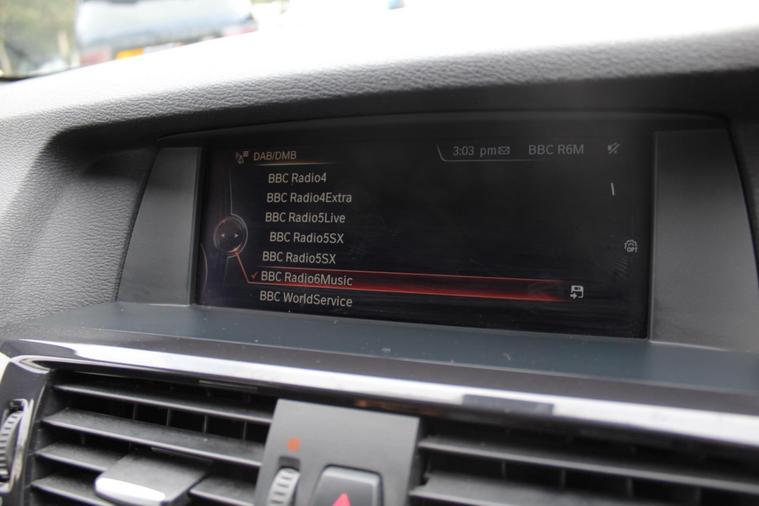 DAB/DMB
3:03 pm BBC R6M
BBC Radio4
BBC Radio4Extra
BBC Radio5Live
BBC Radio5SX
BBC Radio5SX
BBC Radio6Music
BBC WorldService
OPT